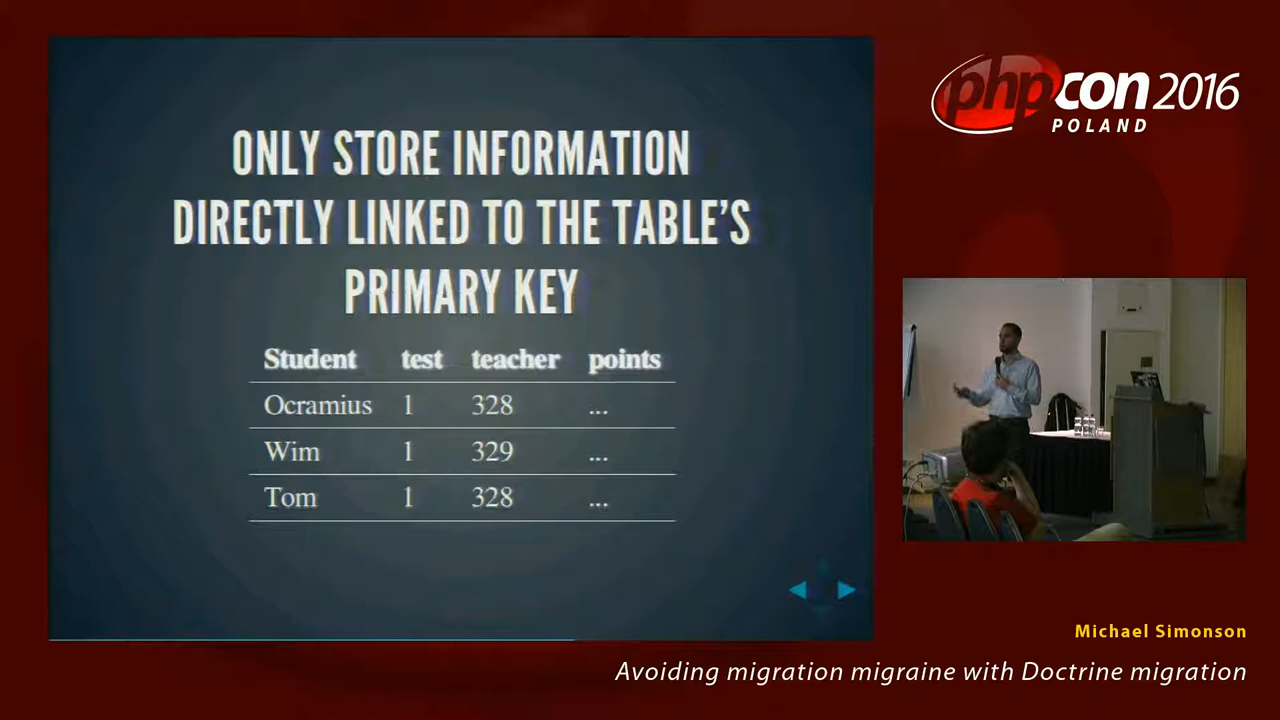 ONLY STORE INFORMATION
DIRECTLY LINKED TO THE TABLE'S
PRIMARY KEY
Student test teacher points
Ocramius 1 328 ...
Wim 1 329 ...
Tom 1 328 ...
phpcon 2016
POLAND
Michael Simonson
Avoiding migration migraine with Doctrine migration